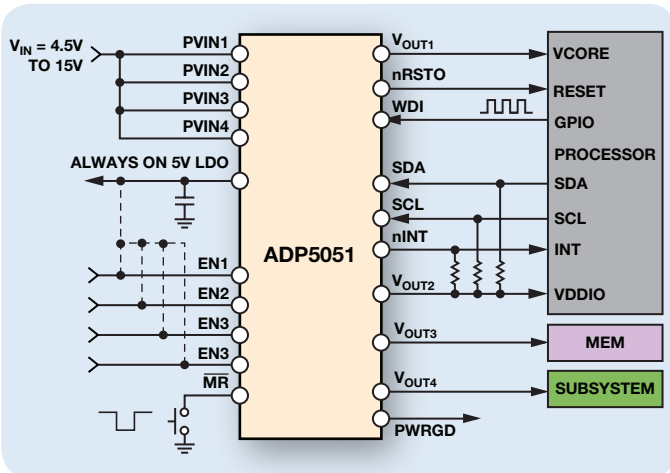 V_IN = 4.5V
TO 15V
PVIN1
PVIN2
PVIN3
PVIN4
ALWAYS ON 5V LDO
EN1
EN2
EN3
EN3
MR
ADP5051
V_OUT1
nRSTO
WDI
SDA
SCL
nINT
V_OUT2
V_OUT3
V_OUT4
PWRGD
VCORE
RESET
GPIO
PROCESSOR
SDA
SCL
INT
VDDIO
MEM
SUBSYSTEM